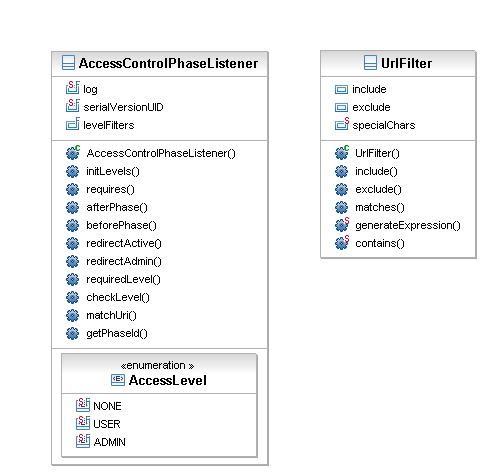 AccessControlPhaseListener
log
serialVersionUID
levelFilters
AccessControlPhaseListener()
initLevels()
requires()
afterPhase()
beforePhase()
redirectActive()
redirectAdmin()
requiredLevel()
checkLevel()
matchUri()
getPhaseId()
«enumeration »
AccessLevel
NONE
USER
ADMIN
UrlFilter
include
exclude
specialChars
UrlFilter()
include()
exclude()
matches()
generateExpression()
contains()